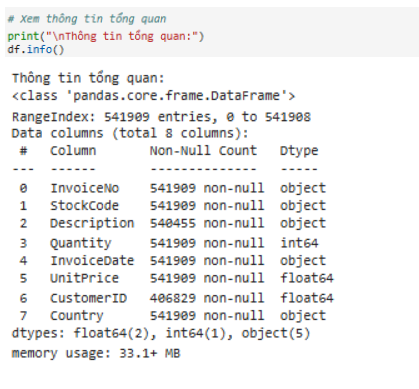 # Xem thông tin tổng quan
print("\nThông tin tổng quan:")
df.info()
Thông tin tổng quan:
<class 'pandas.core.frame.DataFrame'>
RangeIndex: 541909 entries, 0 to 541908
Data columns (total 8 columns):
 #   Column       Non-Null Count   Dtype
---  ------       --------------   -----
 0   InvoiceNo    541909 non-null  object
 1   StockCode    541909 non-null  object
 2   Description  540455 non-null  object
 3   Quantity     541909 non-null  int64
 4   InvoiceDate  541909 non-null  object
 5   UnitPrice    541909 non-null  float64
 6   CustomerID   406829 non-null  float64
 7   Country      541909 non-null  object
dtypes: float64(2), int64(1), object(5)
memory usage: 33.1+ MB